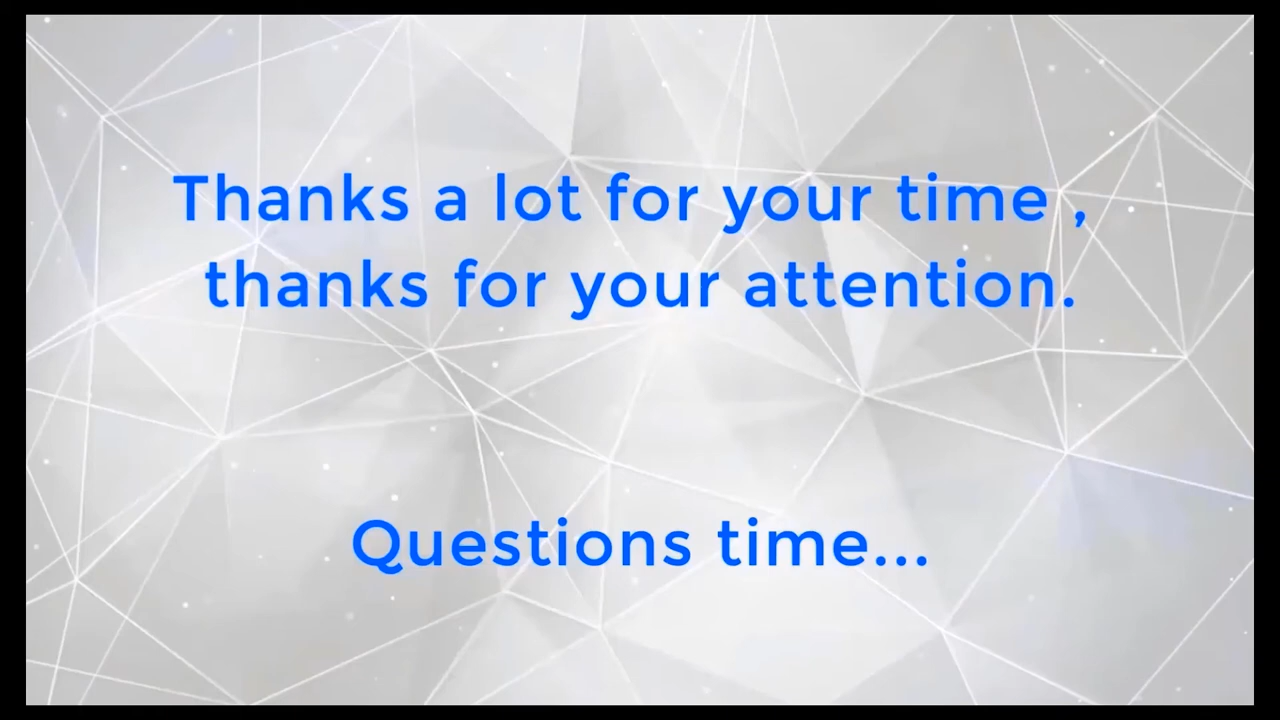 Thanks a lot for your time ,
thanks for your attention.
Questions time...